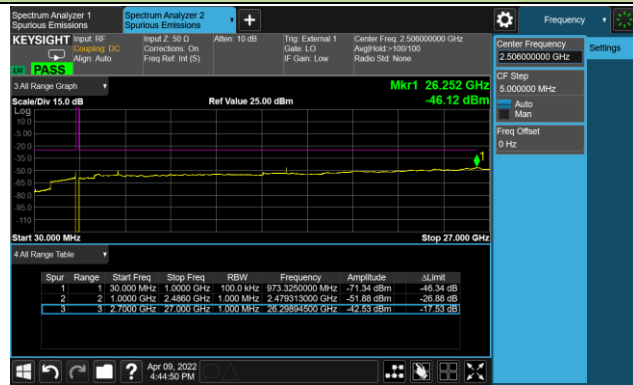 Spectrum Analyzer 1
Spurious Emissions
Spectrum Analyzer 2
Spurious Emissions
Frequency
KEYSIGHT
Input: RF
Coupling: DC
Align: Auto
Input Z: 50 Ω
Corrections: On
Freq Ref: Int (S)
Atten: 10 dB
Trig: External 1
Gate: LO
IF Gain: Low
Center Freq: 2.506000000 GHz
Avg|Hold:>100/100
Radio Std: None
PASS
Center Frequency
2.506000000 GHz
Settings
CF Step
5.000000 MHz
Auto
Man
Freq Offset
0 Hz
3 All Range Graph
Mkr1 26.252 GHz
Scale/Div 15.0 dB
Ref Value 25.00 dBm
-46.12 dBm
Log
10.0
-5.00
-20.0
-35.0
-50.0
-65.0
-80.0
-95.0
-110
1
Start 30.000 MHz
Stop 27.000 GHz
4 All Range Table
Spur Range Start Freq Stop Freq RBW Frequency Amplitude ΔLimit
1 1 30.000 MHz 1.0000 GHz 100.0 kHz 973.3250000 MHz -71.34 dBm -46.34 dB
2 2 1.0000 GHz 2.4860 GHz 1.000 MHz 2.479313000 GHz -51.88 dBm -26.88 dB
3 3 2.7000 GHz 27.000 GHz 1.000 MHz 26.29894500 GHz -42.53 dBm -17.53 dB
?
Apr 09, 2022
4:44:50 PM